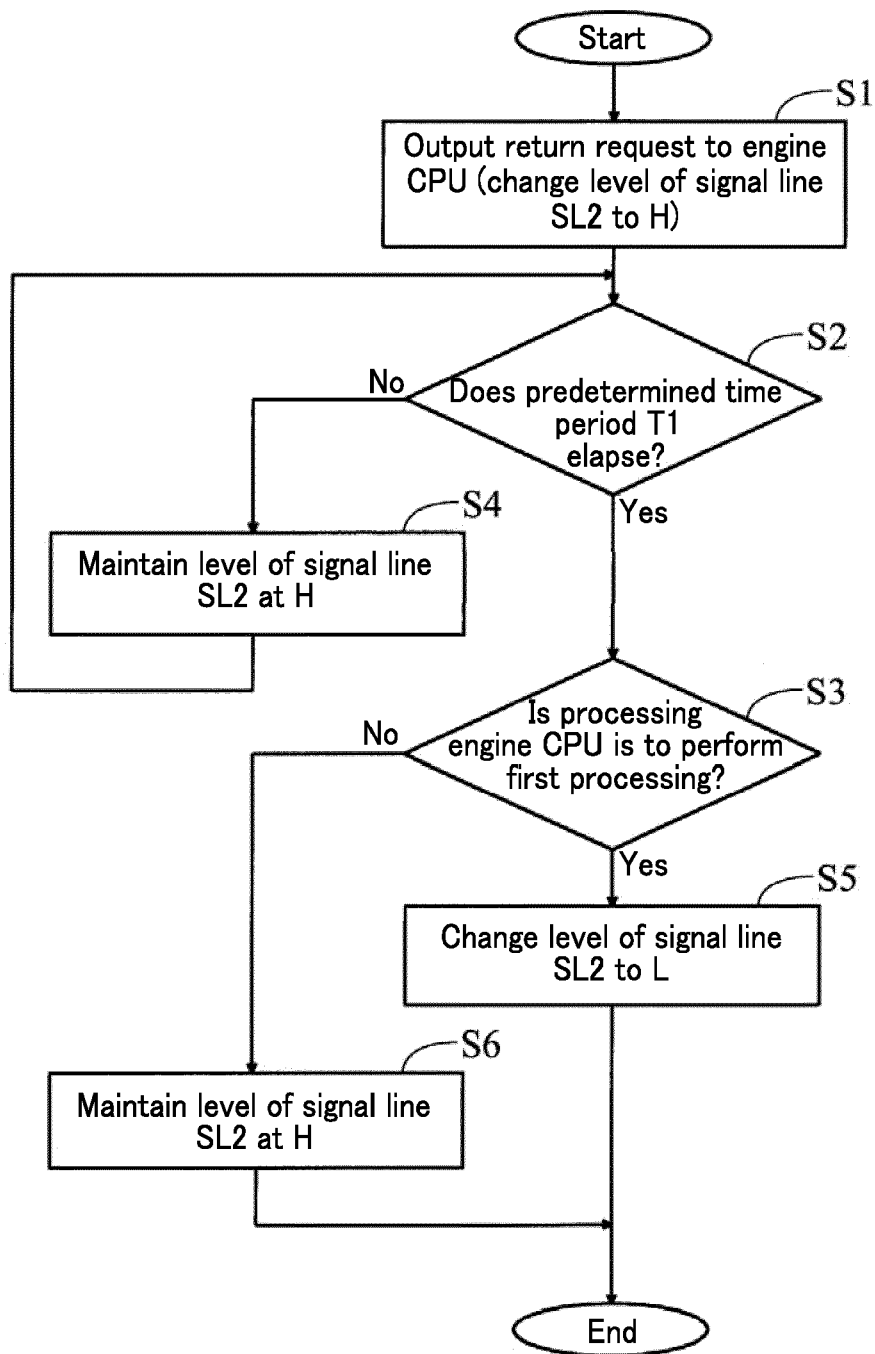 Start
S1
Output return request to engine
CPU (change level of signal line
SL2 to H)
S2
No
Does predetermined time
period T1
elapse?
Yes
S4
Maintain level of signal line
SL2 at H
S3
No
Is processing
engine CPU is to perform
first processing?
Yes
S5
Change level of signal line
SL2 to L
S6
Maintain level of signal line
SL2 at H
End